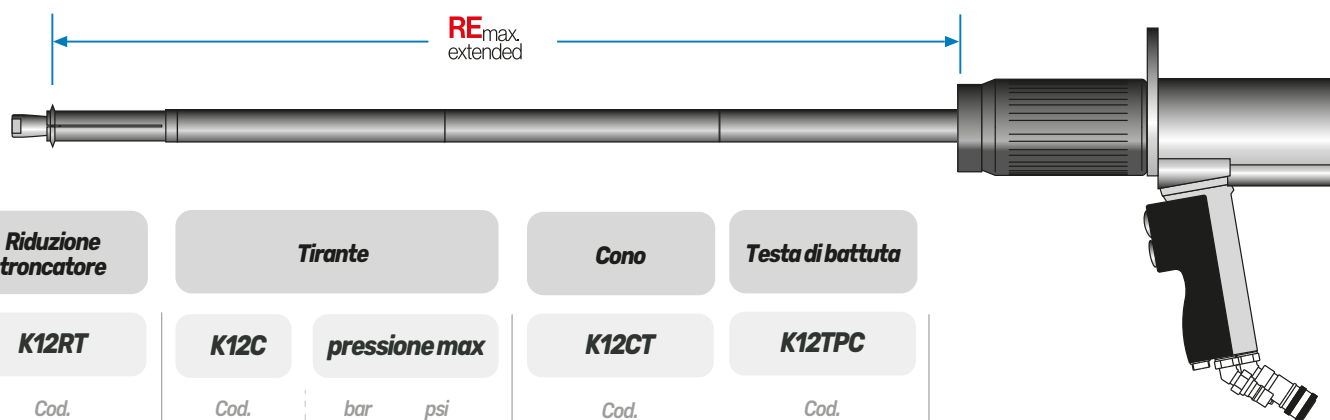 REmax.
extended
Riduzione
troncatore
Tirante
Cono
Testa di battuta
K12RT
K12C
pressione max
K12CT
K12TPC
Cod.
Cod.
bar
psi
Cod.
Cod.